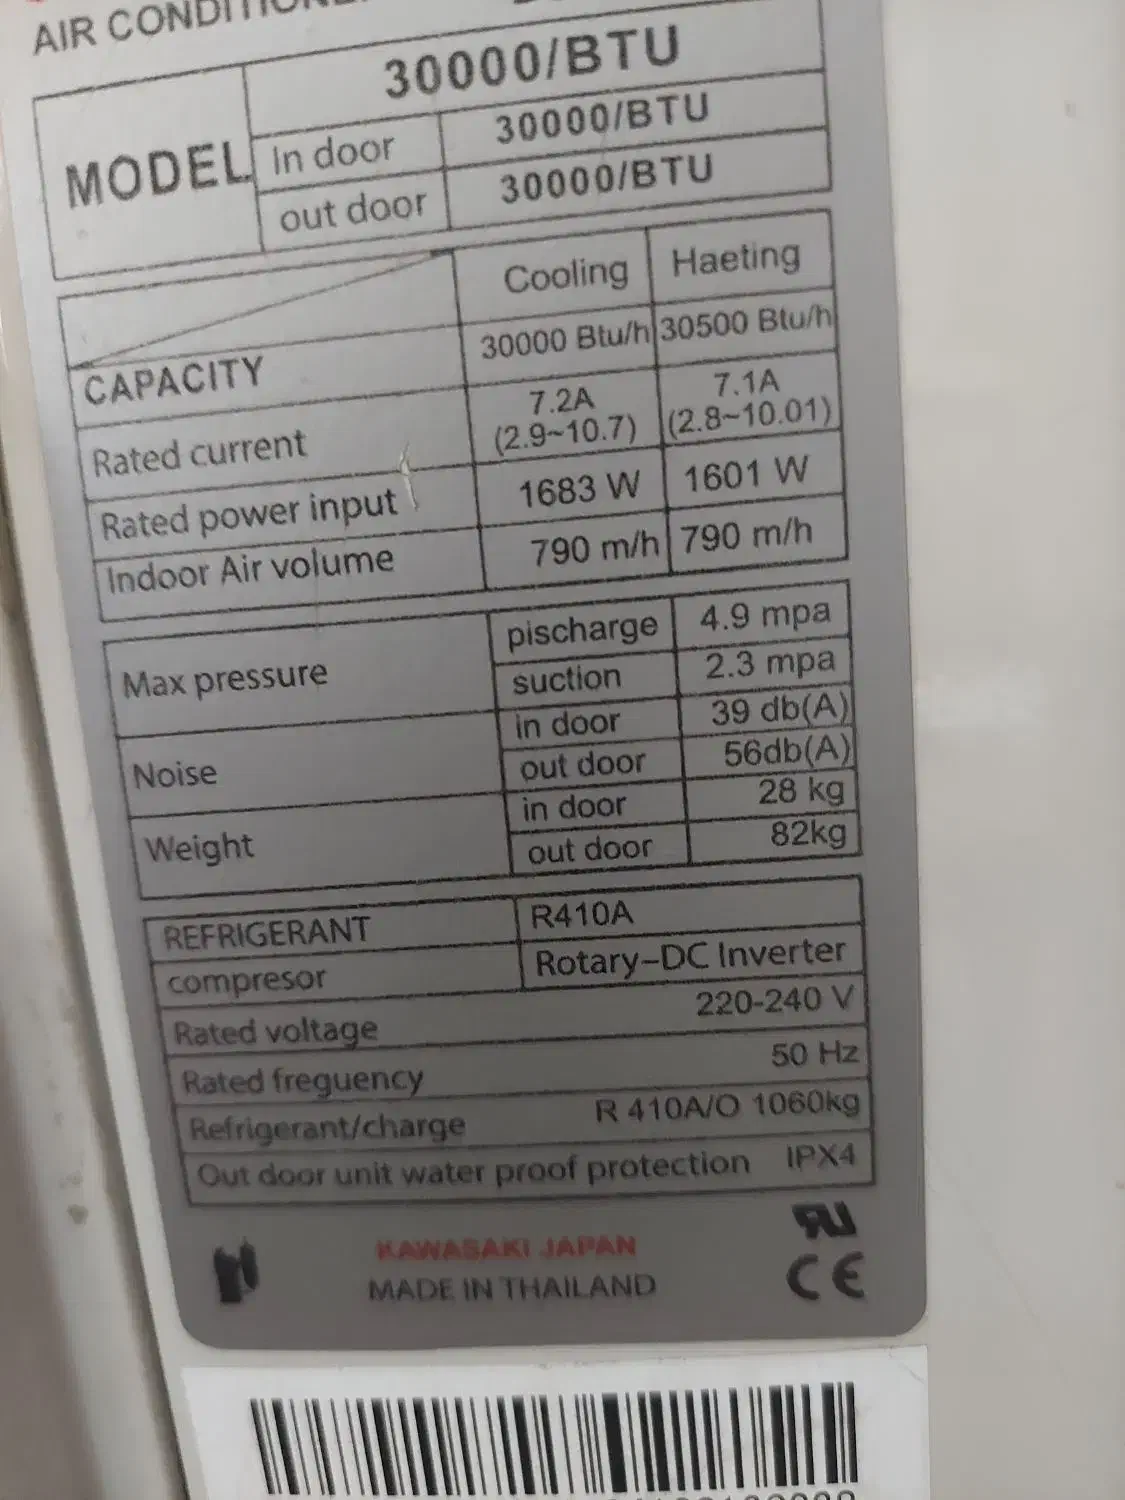 AIR CONDITIONE
MODEL
30000/BTU
In door 30000/BTU
out door 30000/BTU
Cooling Haeting
CAPACITY 30000 Btu/h 30500 Btu/h
Rated current 7.2A (2.9~10.7) 7.1A (2.8~10.01)
Rated power input 1683 W 1601 W
Indoor Air volume 790 m/h 790 m/h
Max pressure pischarge 4.9 mpa
suction 2.3 mpa
Noise in door 39 db(A)
out door 56db(A)
Weight in door 28 kg
out door 82kg
REFRIGERANT R410A
compresor Rotary-DC Inverter
Rated voltage 220-240 V
Rated freguency 50 Hz
Refrigerant/charge R 410A/O 1060kg
Out door unit water proof protection IPX4
KAWASAKI JAPAN
MADE IN THAILAND
CE